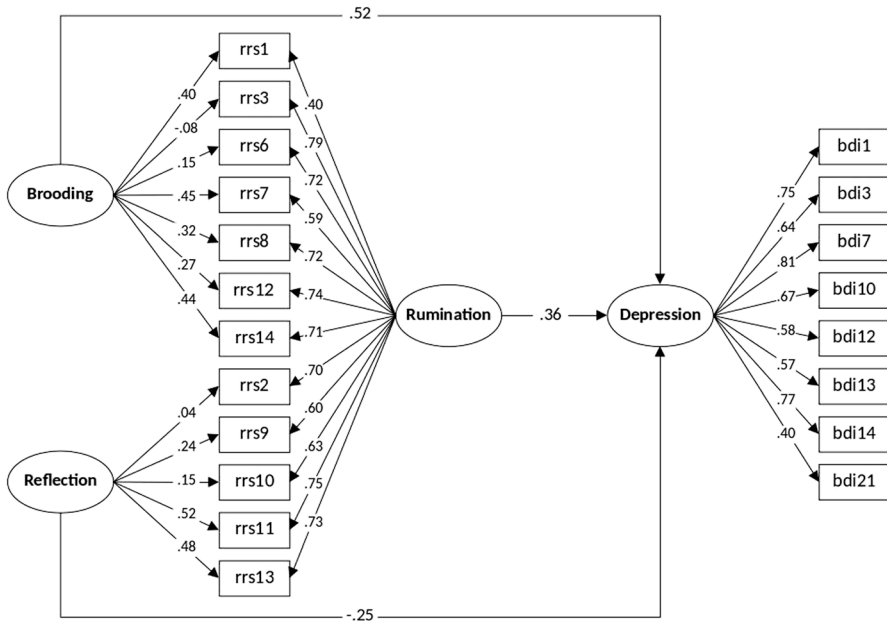 .52
rrs1
.40
.40
rrs3
-.08
.79
rrs6
bdi1
.15
.72
.75
Brooding
.45
rrs7
bdi3
.59
.64
.32
rrs8
bdi7
.72
.81
.27
rrs12
.74
bdi10
.67
.44
Rumination
.36
Depression
rrs14
.71
.58
bdi12
.70
.57
rrs2
bdi13
.04
.60
.77
rrs9
bdi14
.24
.63
.40
Reflection
.15
rrs10
.75
bdi21
.52
rrs11
.73
.48
rrs13
-.25